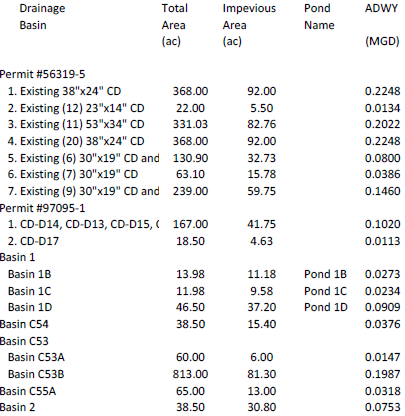 Drainage Total Impevious Pond ADWY
Basin Area Area Name
(ac) (ac) (MGD)
Permit #56319-5
1. Existing 38"x24" CD 368.00 92.00 0.2248
2. Existing (12) 23"x14" CD 22.00 5.50 0.0134
3. Existing (11) 53"x34" CD 331.03 82.76 0.2022
4. Existing (20) 38"x24" CD 368.00 92.00 0.2248
5. Existing (6) 30"x19" CD and 130.90 32.73 0.0800
6. Existing (7) 30"x19" CD 63.10 15.78 0.0386
7. Existing (9) 30"x19" CD and 239.00 59.75 0.1460
Permit #97095-1
1. CD-D14, CD-D13, CD-D15, 167.00 41.75 0.1020
2. CD-D17 18.50 4.63 0.0113
Basin 1
Basin 1B 13.98 11.18 Pond 1B 0.0273
Basin 1C 11.98 9.58 Pond 1C 0.0234
Basin 1D 46.50 37.20 Pond 1D 0.0909
Basin C54 38.50 15.40 0.0376
Basin C53
Basin C53A 60.00 6.00 0.0147
Basin C53B 813.00 81.30 0.1987
Basin C55A 65.00 13.00 0.0318
Basin 2 38.50 30.80 0.0753